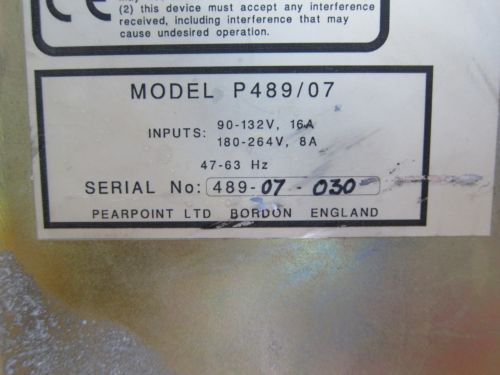 (2) this device must accept any interference
received, including interference that may
cause undesired operation.
CE
MODEL P489/07
INPUTS: 90-132V, 16A
180-264V, 8A
47-63 Hz
SERIAL No: 489-07-030
PEARPOINT LTD BORDON ENGLAND